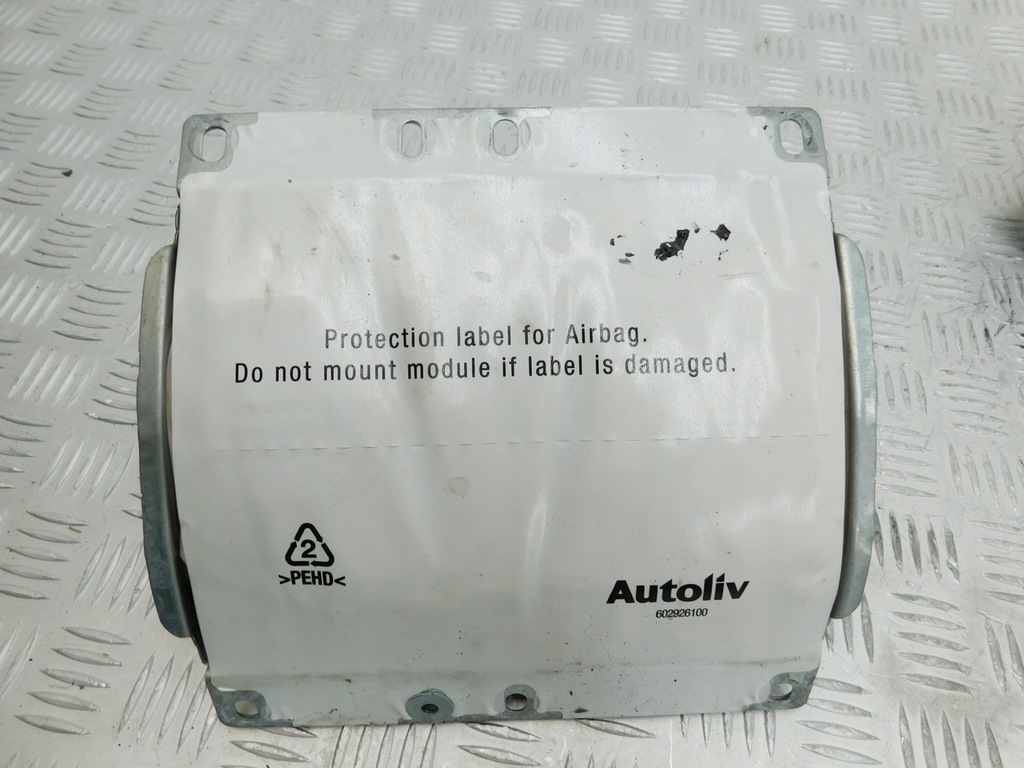 Protection label for Airbag.
Do not mount module if label is damaged.
2
>PEHD<
Autoliv
602926100